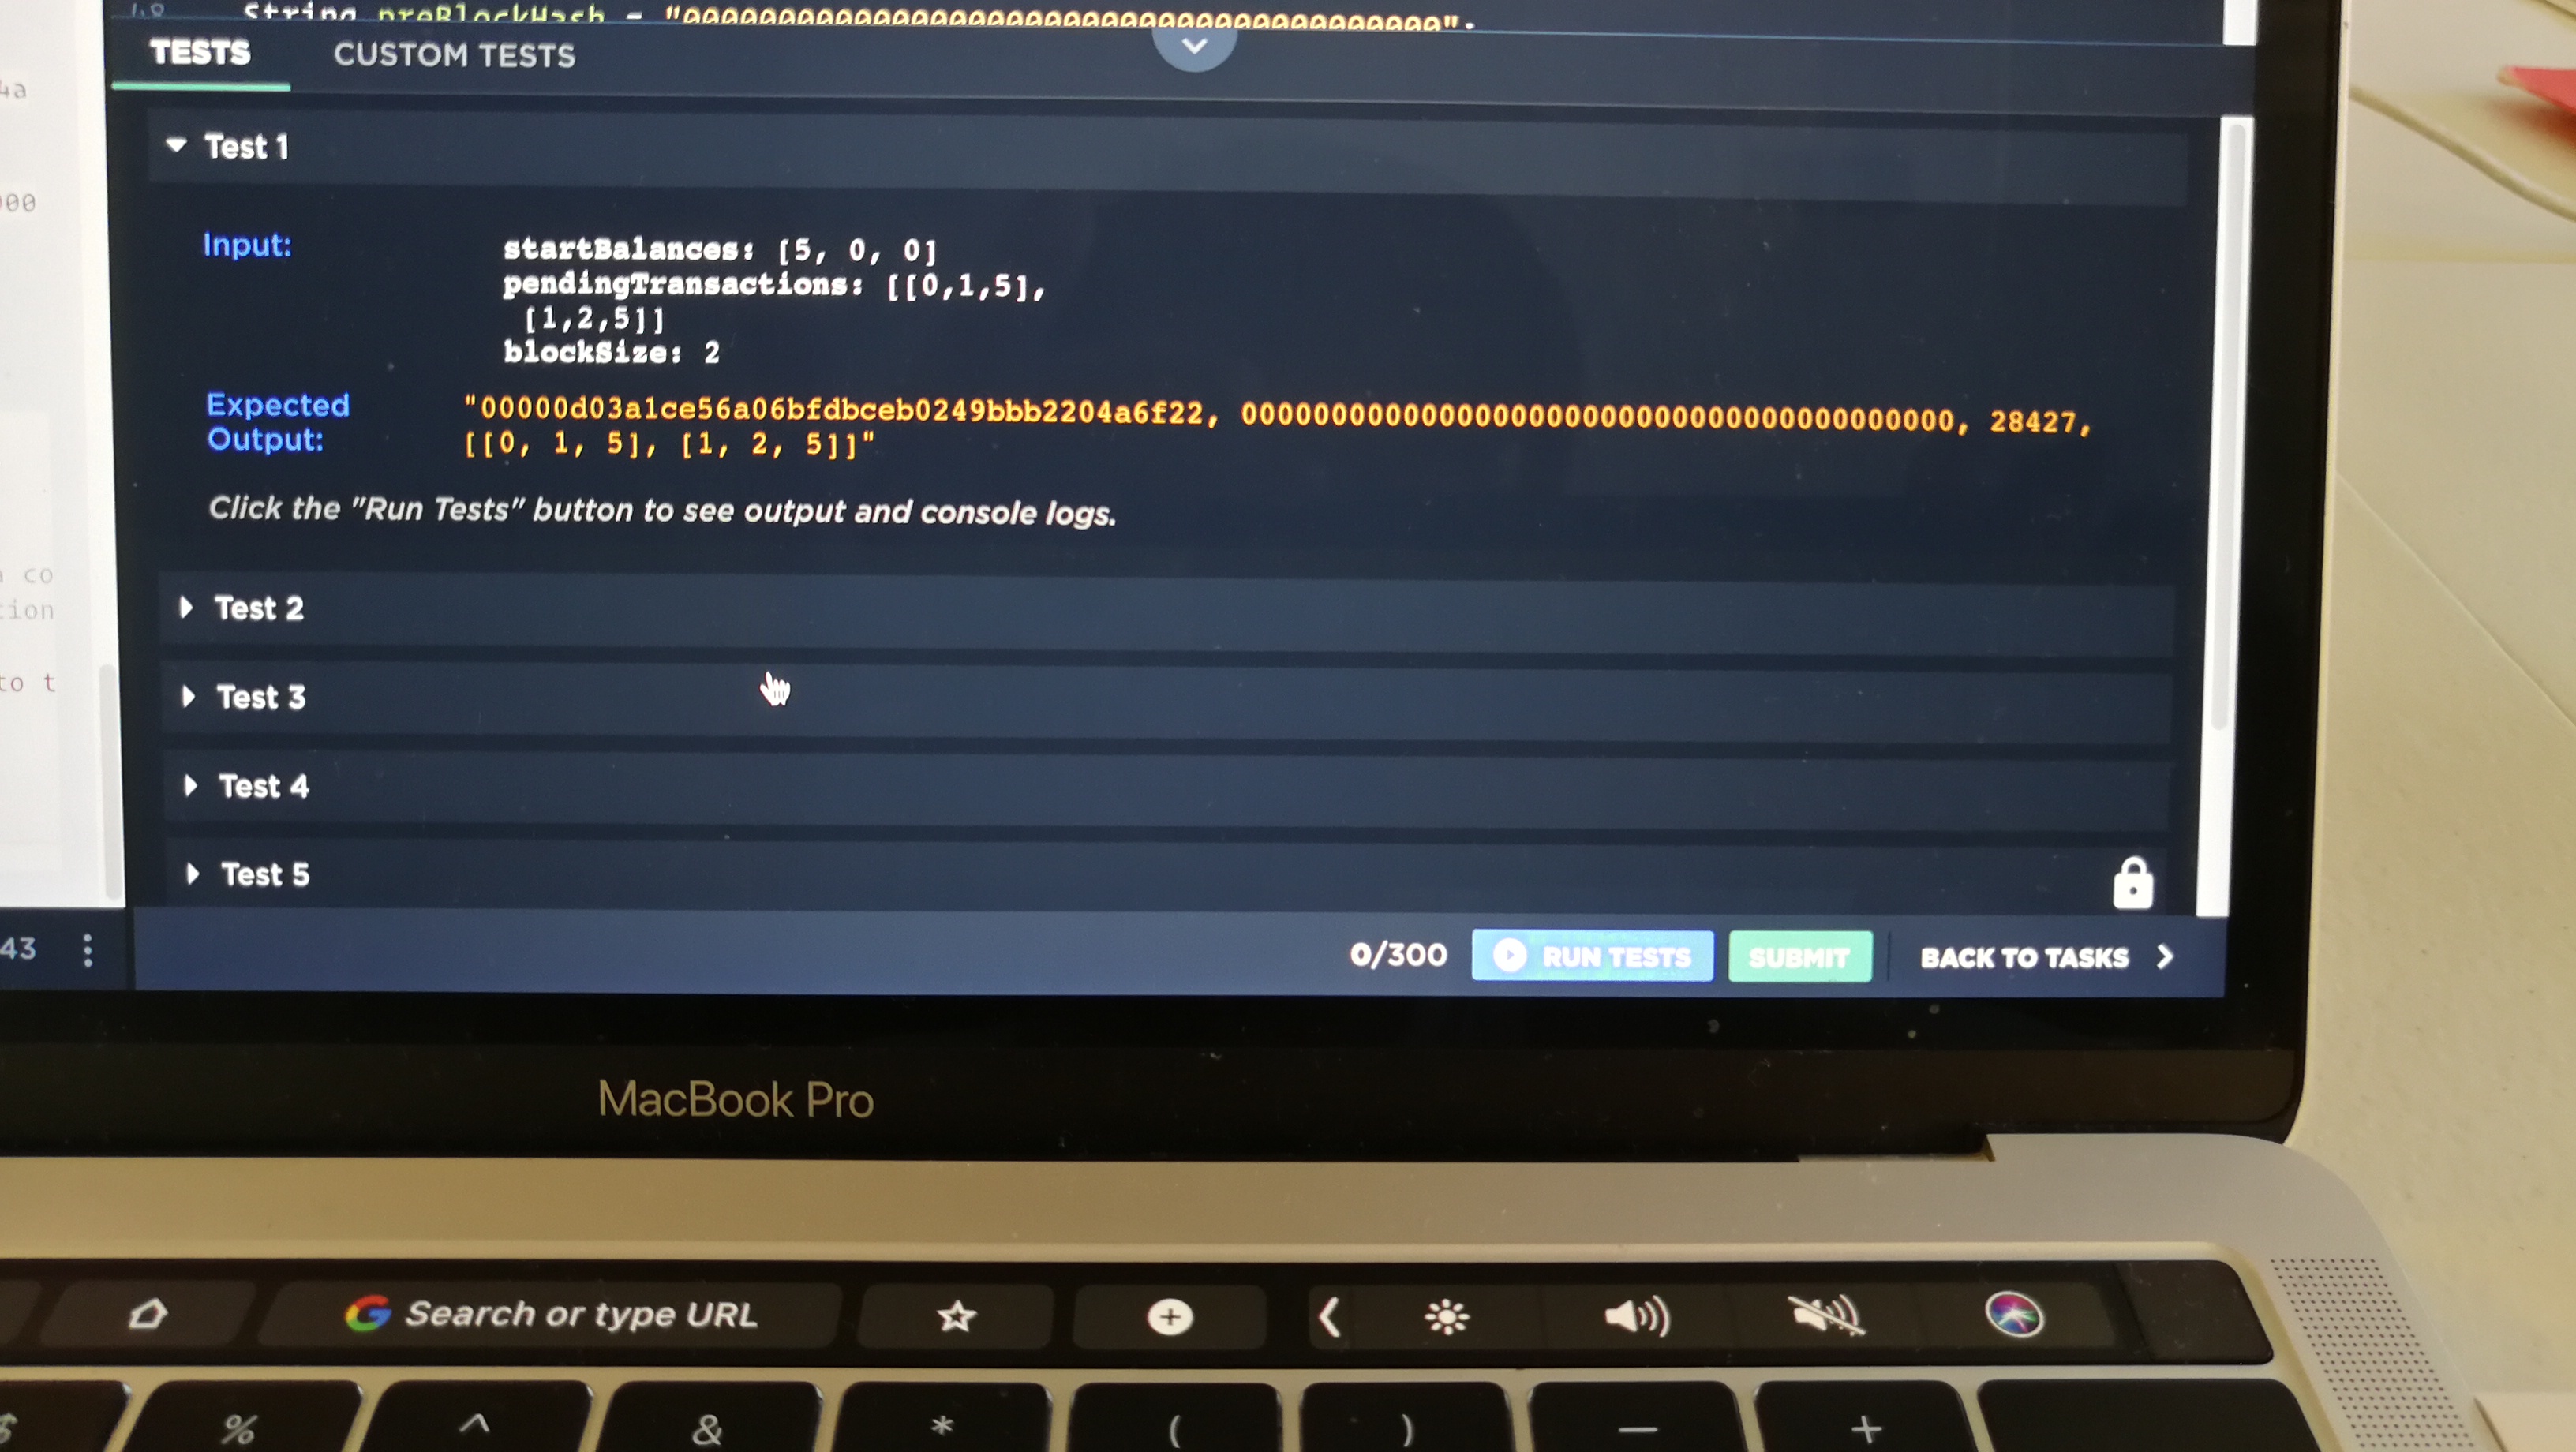 String preBlockHash = "0000000000000000000000000000000000000000";
TESTS CUSTOM TESTS
4a
Test 1
000
Input: startBalances: [5, 0, 0]
pendingTransactions: [[0,1,5],
[1,2,5]]
blockSize: 2
Expected Output: "00000d03a1ce56a06bfdbceb0249bbb2204a6f22, 0000000000000000000000000000000000000000, 28427,
[[0, 1, 5], [1, 2, 5]]"
Click the "Run Tests" button to see output and console logs.
co
tion
Test 2
to t
Test 3
Test 4
Test 5
43
0/300 RUN TESTS SUBMIT BACK TO TASKS
MacBook Pro
Search or type URL
$ % ^ & * ( ) — +